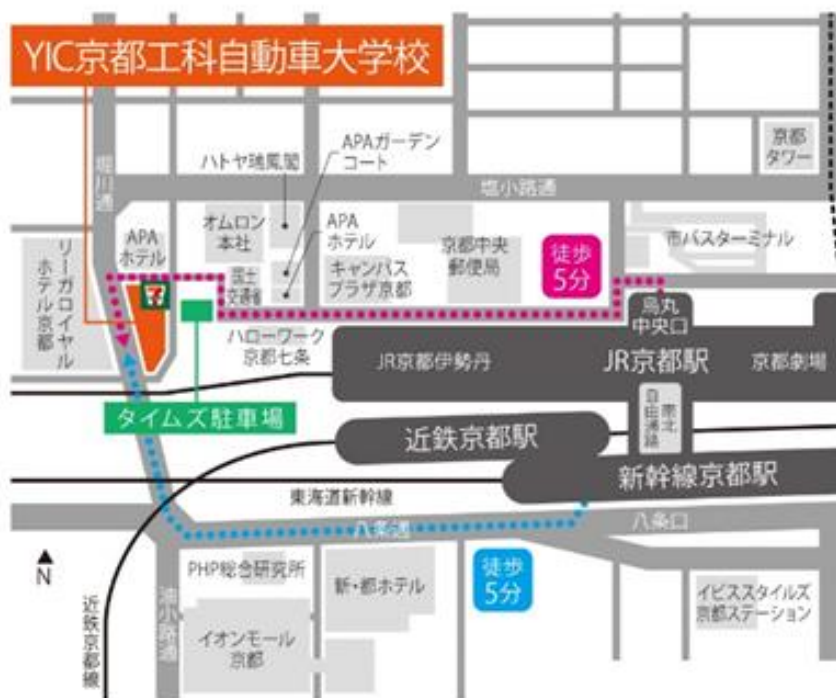 YIC京都工科自動車大学校
堀川通
ハトヤ瑞鳳閣
APAガーデン
コート
京都
タワー
塩小路通
リーガロイヤル
ホテル京都
APA
ホテル
オムロン
本社
国土
交通省
APA
ホテル
キャンパス
プラザ京都
京都中央
郵便局
徒歩
5分
市バスターミナル
7
ハローワーク
京都七条
烏丸
中央口
JR京都伊勢丹
JR京都駅
京都劇場
タイムズ駐車場
近鉄京都駅
南北
自由通路
新幹線京都駅
東海道新幹線
八条通
八条口
N
近鉄京都線
油小路通
PHP総合研究所
新・都ホテル
徒歩
5分
イビススタイルズ
京都ステーション
イオンモール
京都